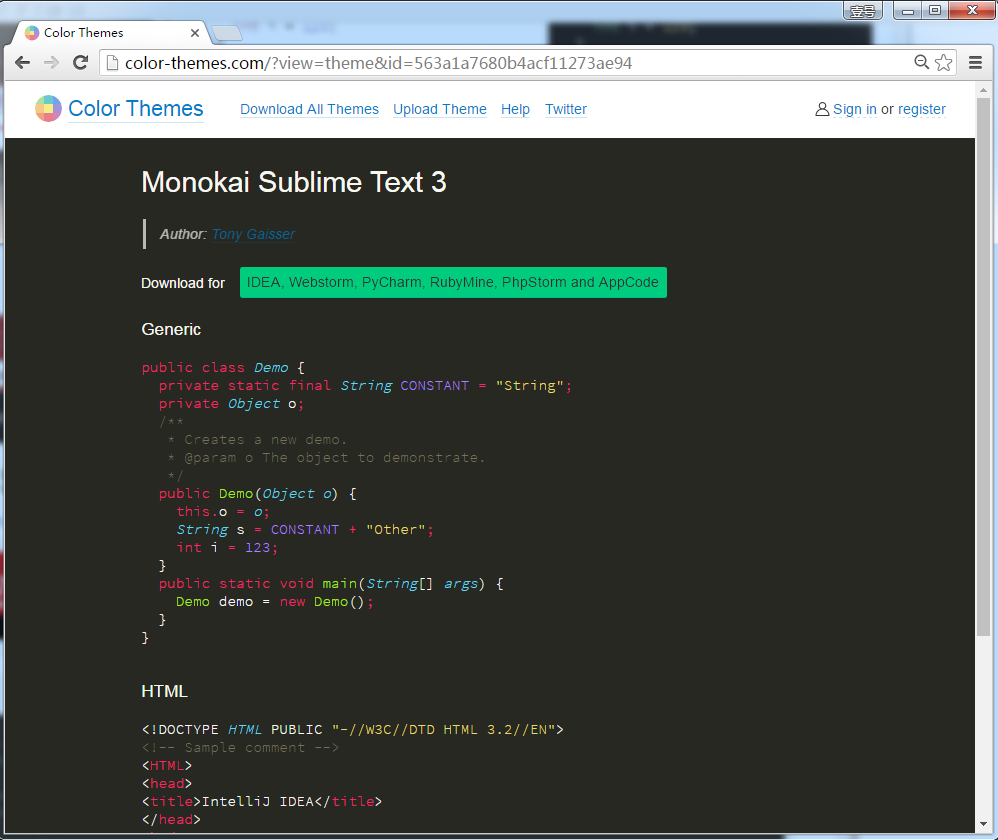 壹号
Color Themes
color-themes.com/?view=theme&id=563a1a7680b4acf11273ae94
Color Themes Download All Themes Upload Theme Help Twitter Sign in or register
Monokai Sublime Text 3
Author: Tony Gaisser
Download for IDEA, Webstorm, PyCharm, RubyMine, PhpStorm and AppCode
Generic
public class Demo {
  private static final String CONSTANT = "String";
  private Object o;
  /**
   * Creates a new demo.
   * @param o The object to demonstrate.
   */
  public Demo(Object o) {
    this.o = o;
    String s = CONSTANT + "Other";
    int i = 123;
  }
  public static void main(String[] args) {
    Demo demo = new Demo();
  }
}
HTML
<!DOCTYPE HTML PUBLIC "-//W3C//DTD HTML 3.2//EN">
<!-- Sample comment -->
<HTML>
<head>
<title>IntelliJ IDEA</title>
</head>